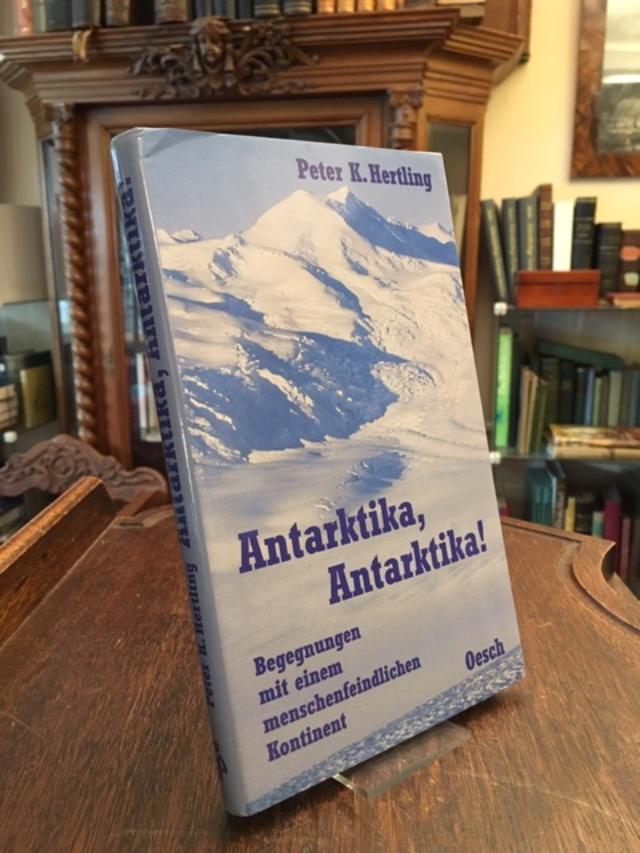 Peter K. Hertling
Antarktika,
Antarktika!
Begegnungen
mit einem
menschenfeindlichen
Kontinent
Oesch
Peter K. Hertling Antarktika, Antarktika!